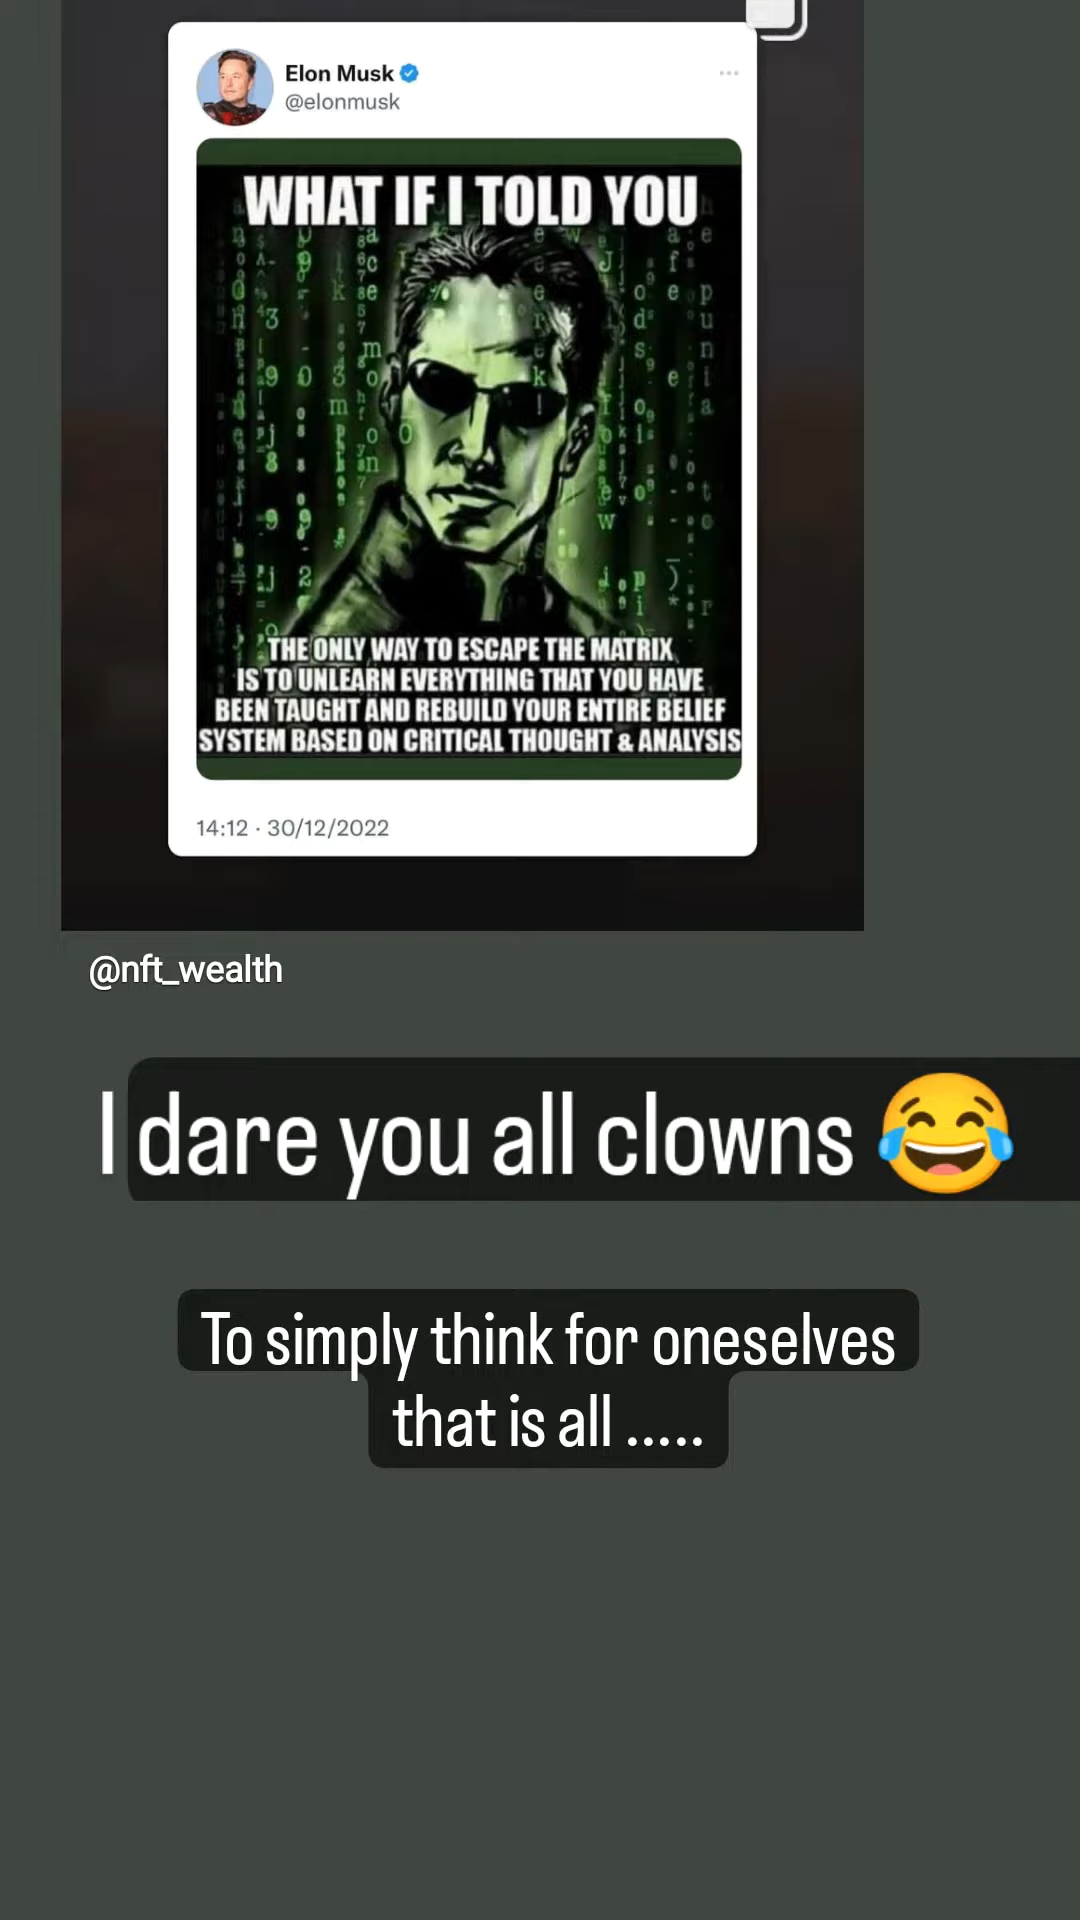 Elon Musk
@elonmusk
WHAT IF I TOLD YOU
THE ONLY WAY TO ESCAPE THE MATRIX
IS TO UNLEARN EVERYTHING THAT YOU HAVE
BEEN TAUGHT AND REBUILD YOUR ENTIRE BELIEF
SYSTEM BASED ON CRITICAL THOUGHT & ANALYSIS
14:12 · 30/12/2022
@nft_wealth
I dare you all clowns 😂
To simply think for oneselves
that is all .....